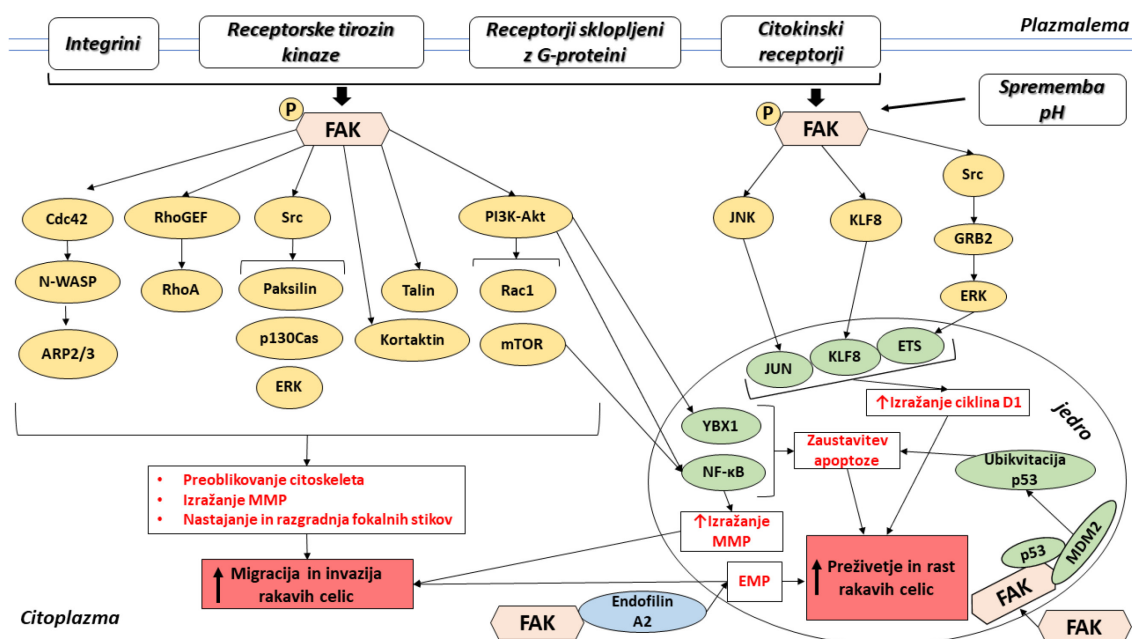 Integrini
Receptorske tirozin
kinaze
Receptorji sklopljeni
z G-proteini
Citokinski
receptorji
Plazmalema
Sprememba
pH
P
FAK
P
FAK
Cdc42
RhoGEF
Src
PI3K-Akt
JNK
KLF8
Src
GRB2
N-WASP
RhoA
Paksilin
Talin
Rac1
ERK
ARP2/3
p130Cas
Kortaktin
mTOR
ERK
JUN
KLF8
ETS
↑Izražanje ciklina D1
jedro
YBX1
NF-κB
Zaustavitev
apoptoze
Ubikvitacija
p53
• Preoblikovanje citoskeleta
• Izražanje MMP
• Nastajanje in razgradnja fokalnih stikov
↑Izražanje
MMP
p53
MDM2
FAK
Migracija in invazija
rakavih celic
EMP
Preživetje in rast
rakavih celic
Citoplazma
FAK
Endofilin
A2
FAK